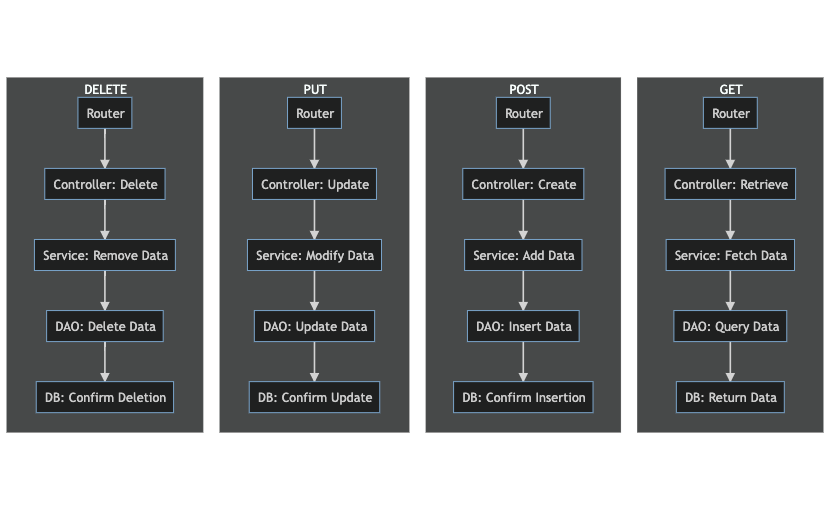 DELETE
Router
Controller: Delete
Service: Remove Data
DAO: Delete Data
DB: Confirm Deletion
PUT
Router
Controller: Update
Service: Modify Data
DAO: Update Data
DB: Confirm Update
POST
Router
Controller: Create
Service: Add Data
DAO: Insert Data
DB: Confirm Insertion
GET
Router
Controller: Retrieve
Service: Fetch Data
DAO: Query Data
DB: Return Data